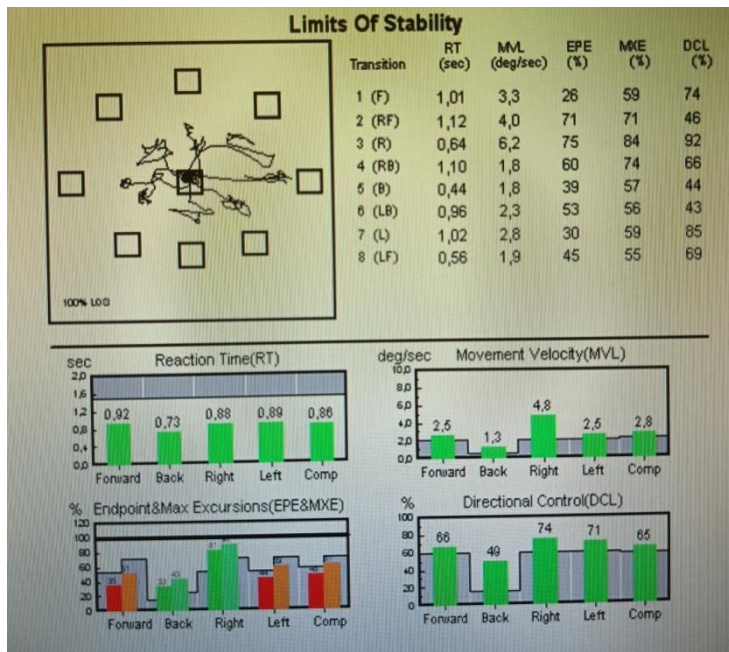 Limits Of Stability
Transition RT (sec) MVL (deg/sec) EPE (%) MXE (%) DCL (%)
1 (F) 1,01 3,3 26 59 74
2 (RF) 1,12 4,0 71 71 46
3 (R) 0,64 6,2 75 84 92
4 (RB) 1,10 1,8 60 74 66
5 (B) 0,44 1,8 39 57 44
6 (LB) 0,96 2,3 53 56 43
7 (L) 1,02 2,8 30 59 85
8 (LF) 0,56 1,9 45 55 69
100% LOS
sec Reaction Time(RT)
2,0
1,6
1,2
0,8
0,4
0,0
0,92 0,73 0,88 0,89 0,86
Forward Back Right Left Comp
deg/sec Movement Velocity(MVL)
10,0
8,0
6,0
4,0
2,0
0,0
2,5 1,3 4,8 2,5 2,8
Forward Back Right Left Comp
% Endpoint&Max Excursions(EPE&MXE)
120
100
80
60
40
20
0
35 51 33 43 81
Forward Back Right Left Comp
% Directional Control(DCL)
100
80
60
40
20
0
66 49 74 71 65
Forward Back Right Left Comp